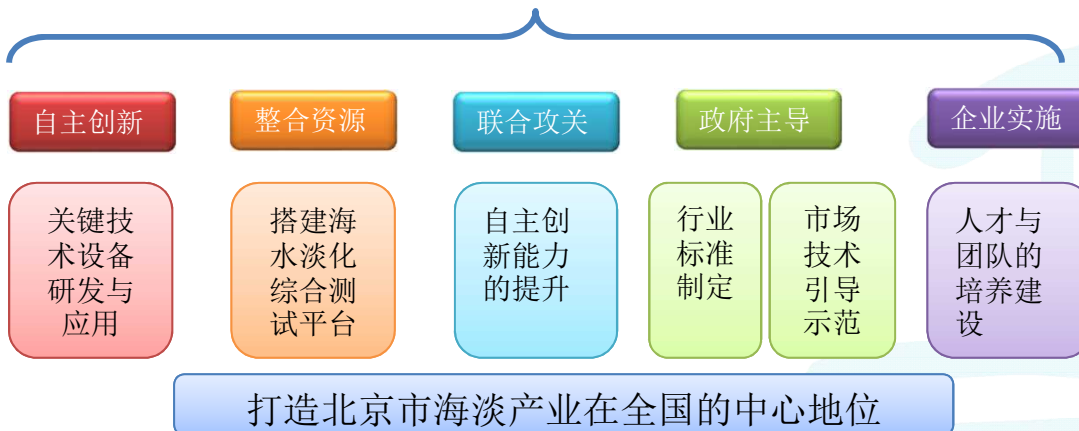 自主创新
整合资源
联合攻关
政府主导
企业实施
关键技
术设备
研发与
应用
搭建海
水淡化
综合测
试平台
自主创
新能力
的提升
行业
标准
制定
市场
技术
引导
示范
人才与
团队的
培养建
设
打造北京市海淡产业在全国的中心地位